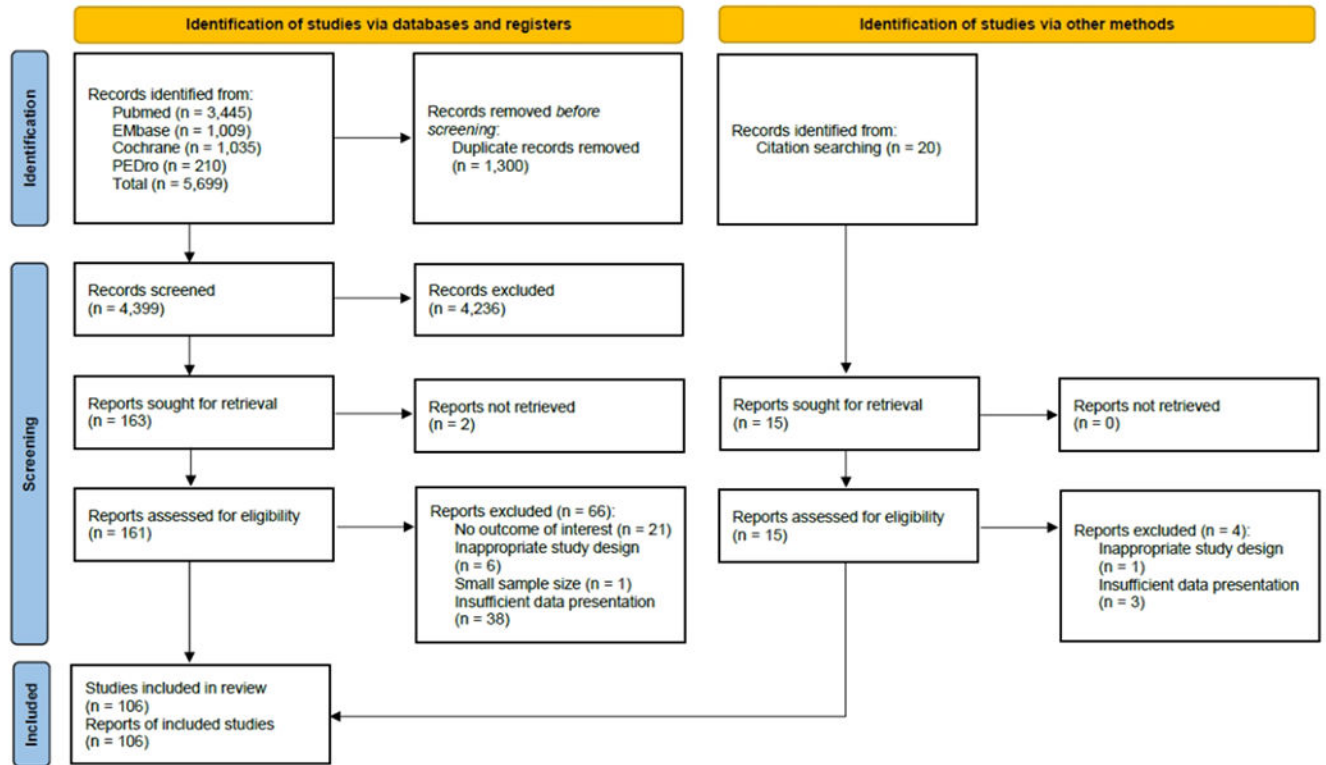 Identification of studies via databases and registers
Identification of studies via other methods
Identification
Records identified from:
Pubmed (n = 3,445)
EMbase (n = 1,009)
Cochrane (n = 1,035)
PEDro (n = 210)
Total (n = 5,699)
Records removed before
screening:
Duplicate records removed
(n = 1,300)
Records identified from:
Citation searching (n = 20)
Screening
Records screened
(n = 4,399)
Records excluded
(n = 4,236)
Reports sought for retrieval
(n = 163)
Reports not retrieved
(n = 2)
Reports sought for retrieval
(n = 15)
Reports not retrieved
(n = 0)
Reports assessed for eligibility
(n = 161)
Reports excluded (n = 66):
No outcome of interest (n = 21)
Inappropriate study design
(n = 6)
Small sample size (n = 1)
Insufficient data presentation
(n = 38)
Reports assessed for eligibility
(n = 15)
Reports excluded (n = 4):
Inappropriate study design
(n = 1)
Insufficient data presentation
(n = 3)
Included
Studies included in review
(n = 106)
Reports of included studies
(n = 106)